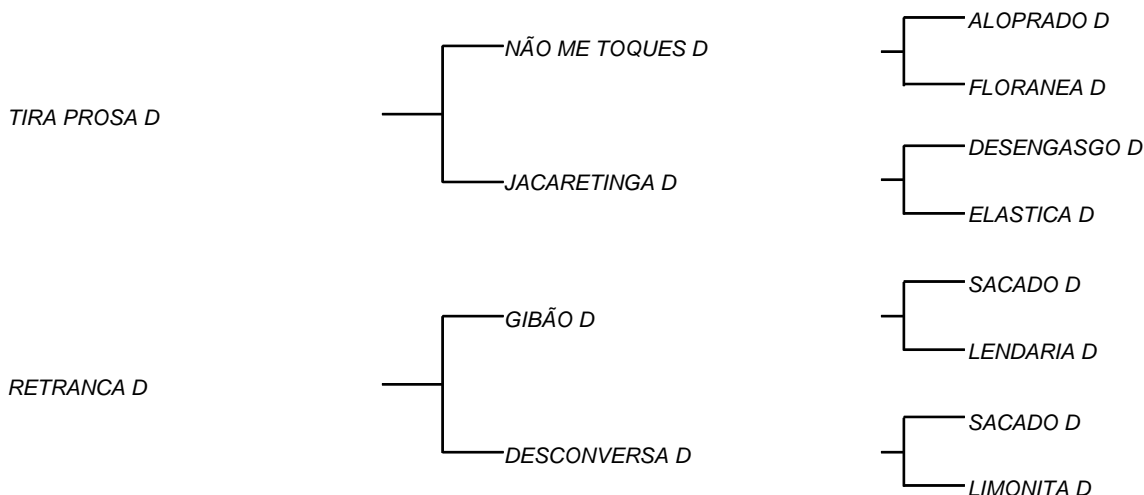 ALOPRADO D
NÃO ME TOQUES D
FLORANEA D
TIRA PROSA D
DESENGASGO D
JACARETINGA D
ELASTICA D
SACADO D
GIBÃO D
LENDARIA D
RETRANCA D
SACADO D
DESCONVERSA D
LIMONITA D